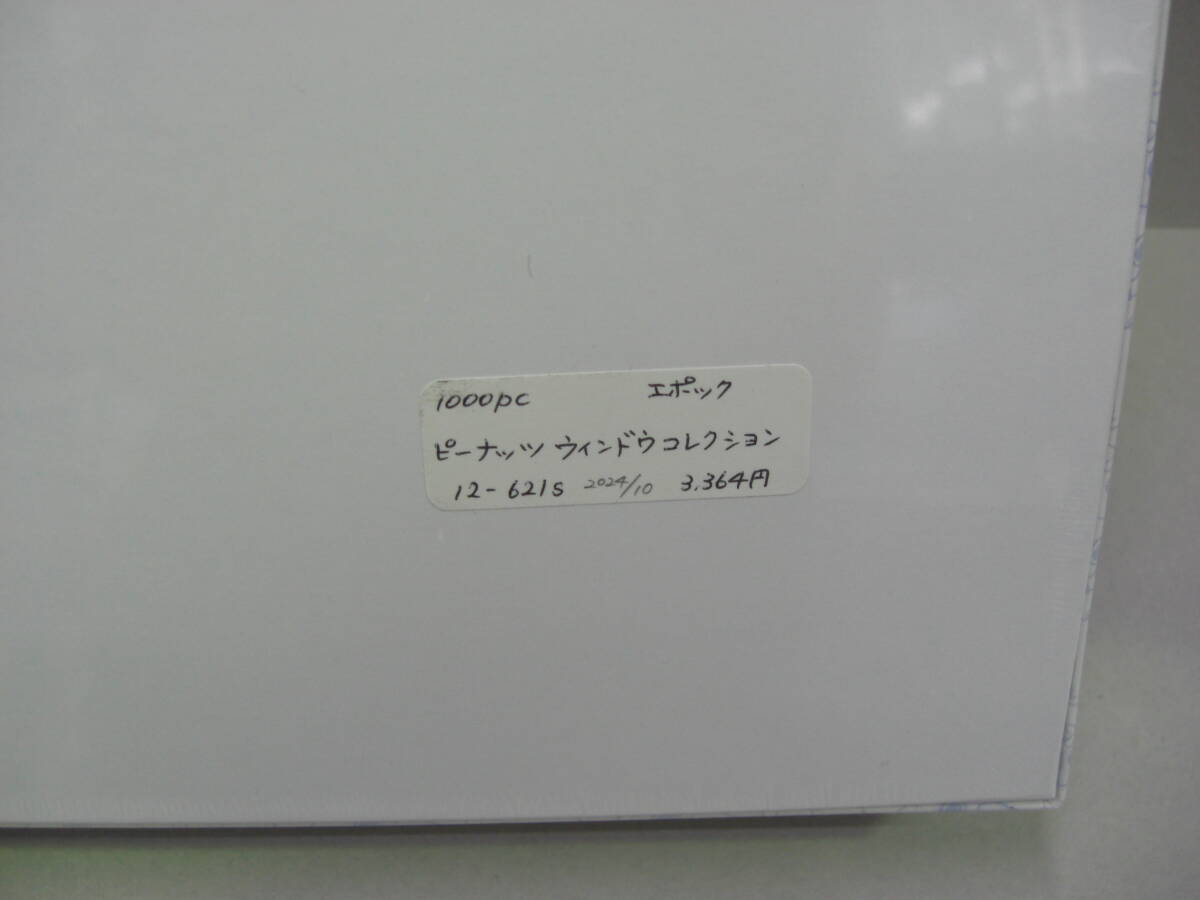 1000pc エポック
ピーナッツ ウィンドウコレクション
12-621s 2024/10 3.364円